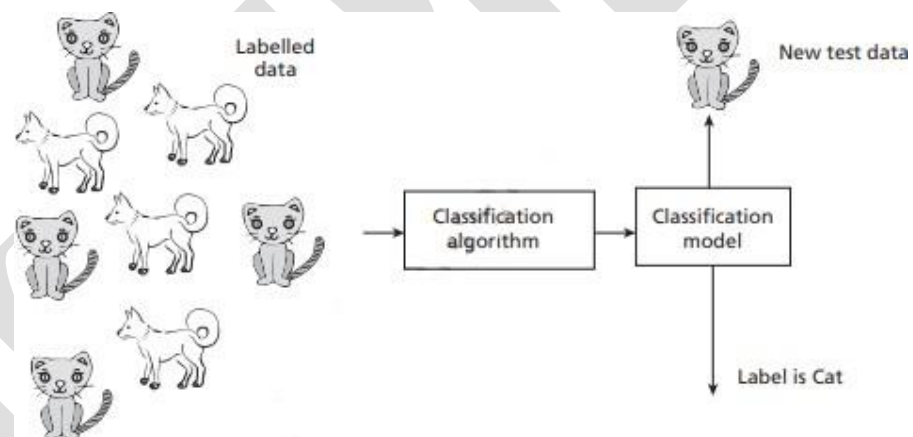 Labelled
data
New test data
Classification
algorithm
Classification
model
Label is Cat